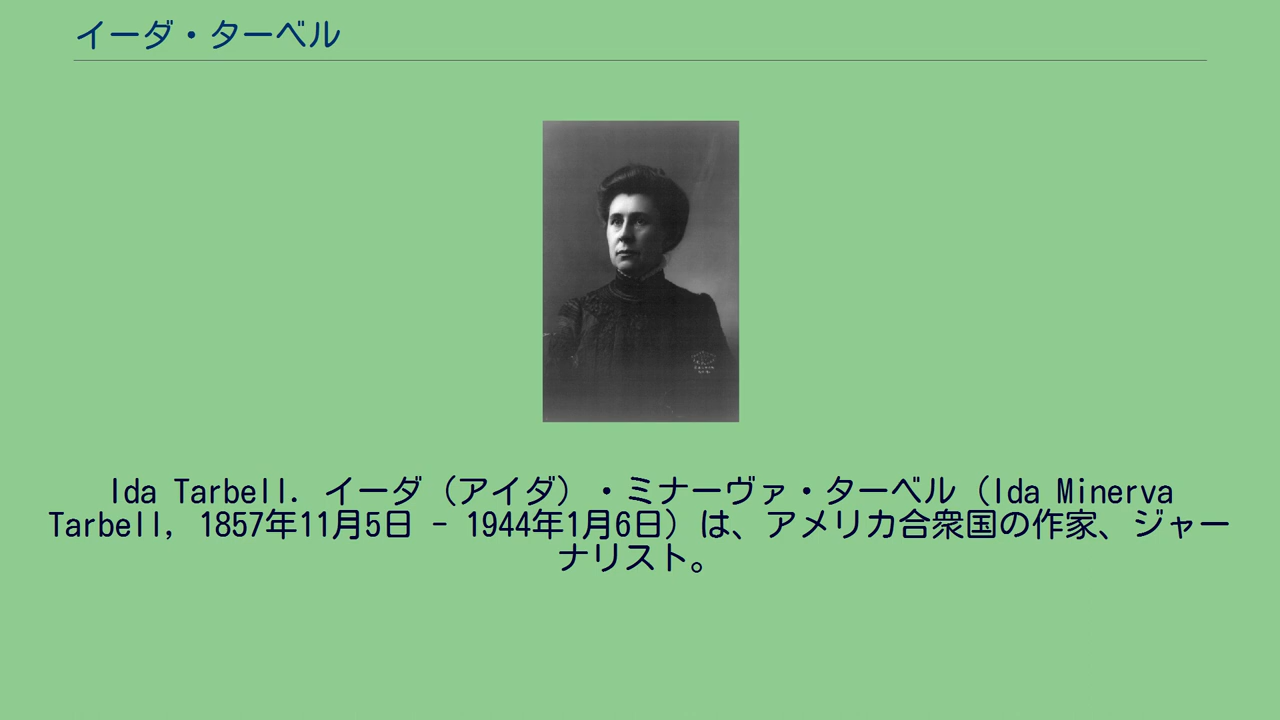 イーダ・ターベル
Ida Tarbell. イーダ（アイダ）・ミナーヴァ・ターベル（Ida Minerva
Tarbell, 1857年11月5日 - 1944年1月6日）は、アメリカ合衆国の作家、ジャー
ナリスト。